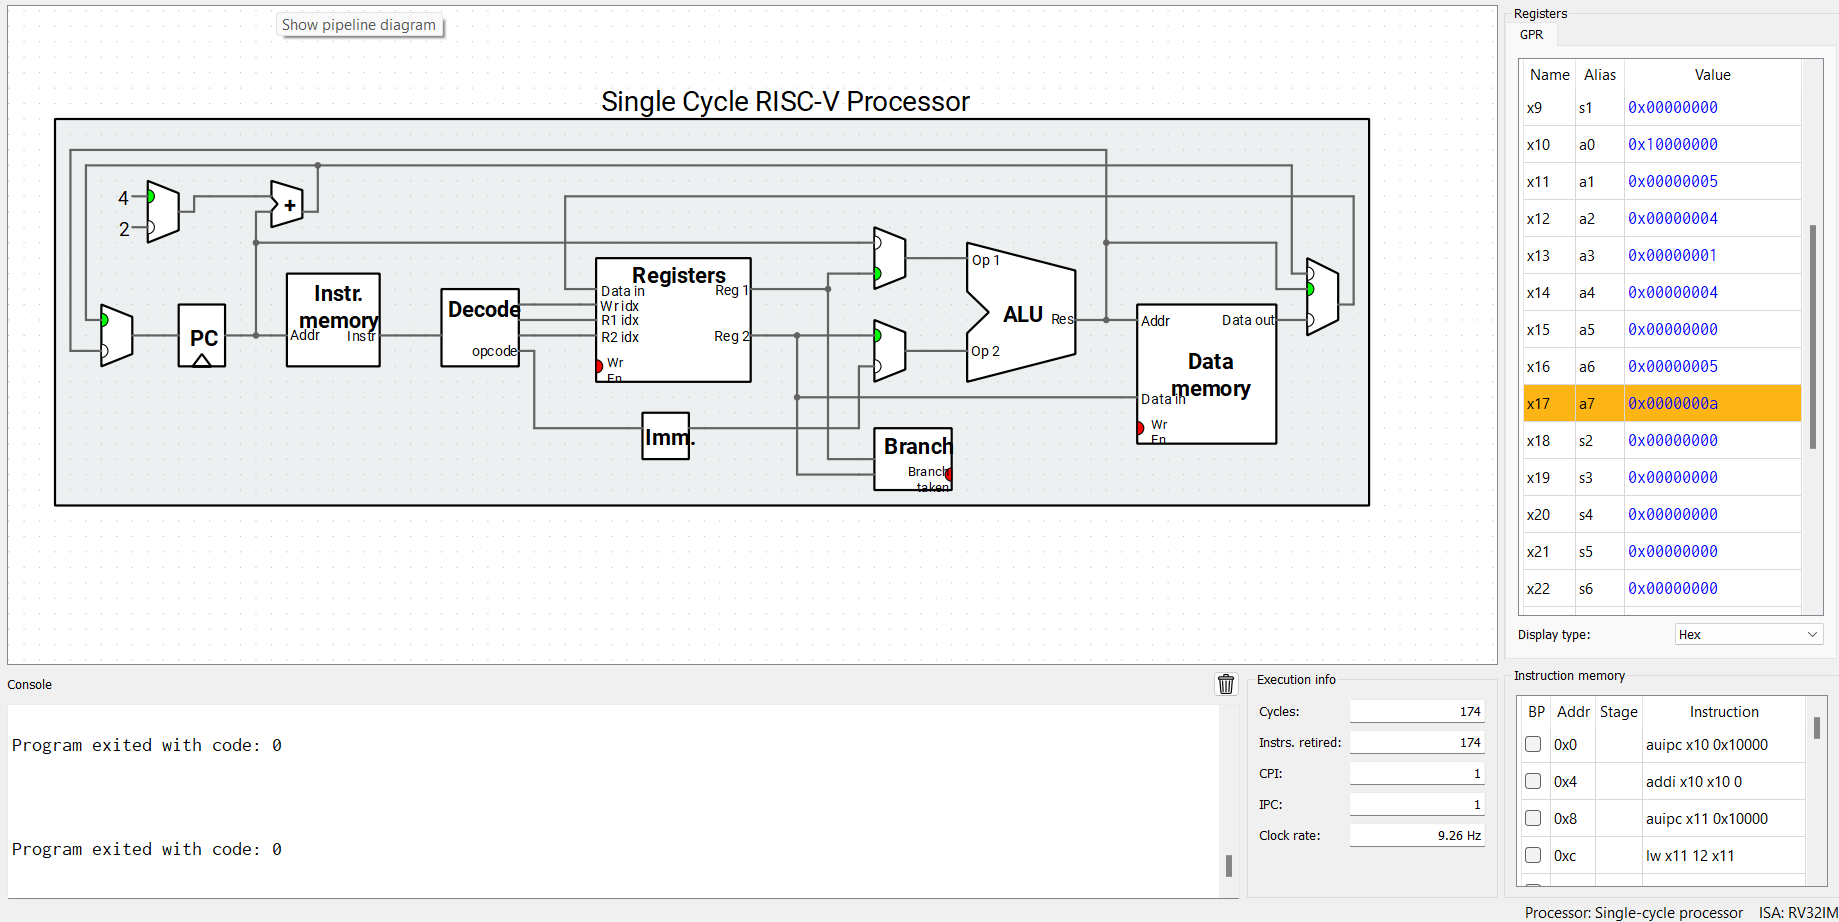 Show pipeline diagram
Single Cycle RISC-V Processor
4
2
+
PC
Instr.
memory
Addr
Instr
Decode
opcode
Registers
Data in
Wr idx
R1 idx
R2 idx
Wr
En
Reg 1
Reg 2
Imm.
Op 1
Op 2
ALU
Res
Branch
Branch
taken
Addr
Data out
Data
memory
Data in
Wr
En
Registers
GPR
Name Alias Value
x9 s1 0x00000000
x10 a0 0x10000000
x11 a1 0x00000005
x12 a2 0x00000004
x13 a3 0x00000001
x14 a4 0x00000004
x15 a5 0x00000000
x16 a6 0x00000005
x17 a7 0x0000000a
x18 s2 0x00000000
x19 s3 0x00000000
x20 s4 0x00000000
x21 s5 0x00000000
x22 s6 0x00000000
Display type: Hex
Console
Program exited with code: 0
Program exited with code: 0
Execution info
Cycles: 174
Instrs. retired: 174
CPI: 1
IPC: 1
Clock rate: 9.26 Hz
Instruction memory
BP Addr Stage Instruction
0x0 auipc x10 0x10000
0x4 addi x10 x10 0
0x8 auipc x11 0x10000
0xc lw x11 12 x11
Processor: Single-cycle processor ISA: RV32IM